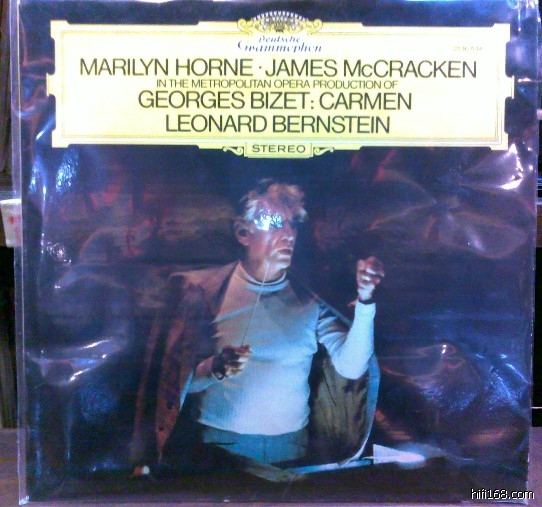 Deutsche
Grammophon
MARILYN HORNE · JAMES McCRACKEN
IN THE METROPOLITAN OPERA PRODUCTION OF
GEORGES BIZET: CARMEN
LEONARD BERNSTEIN
STEREO
hifi168.com